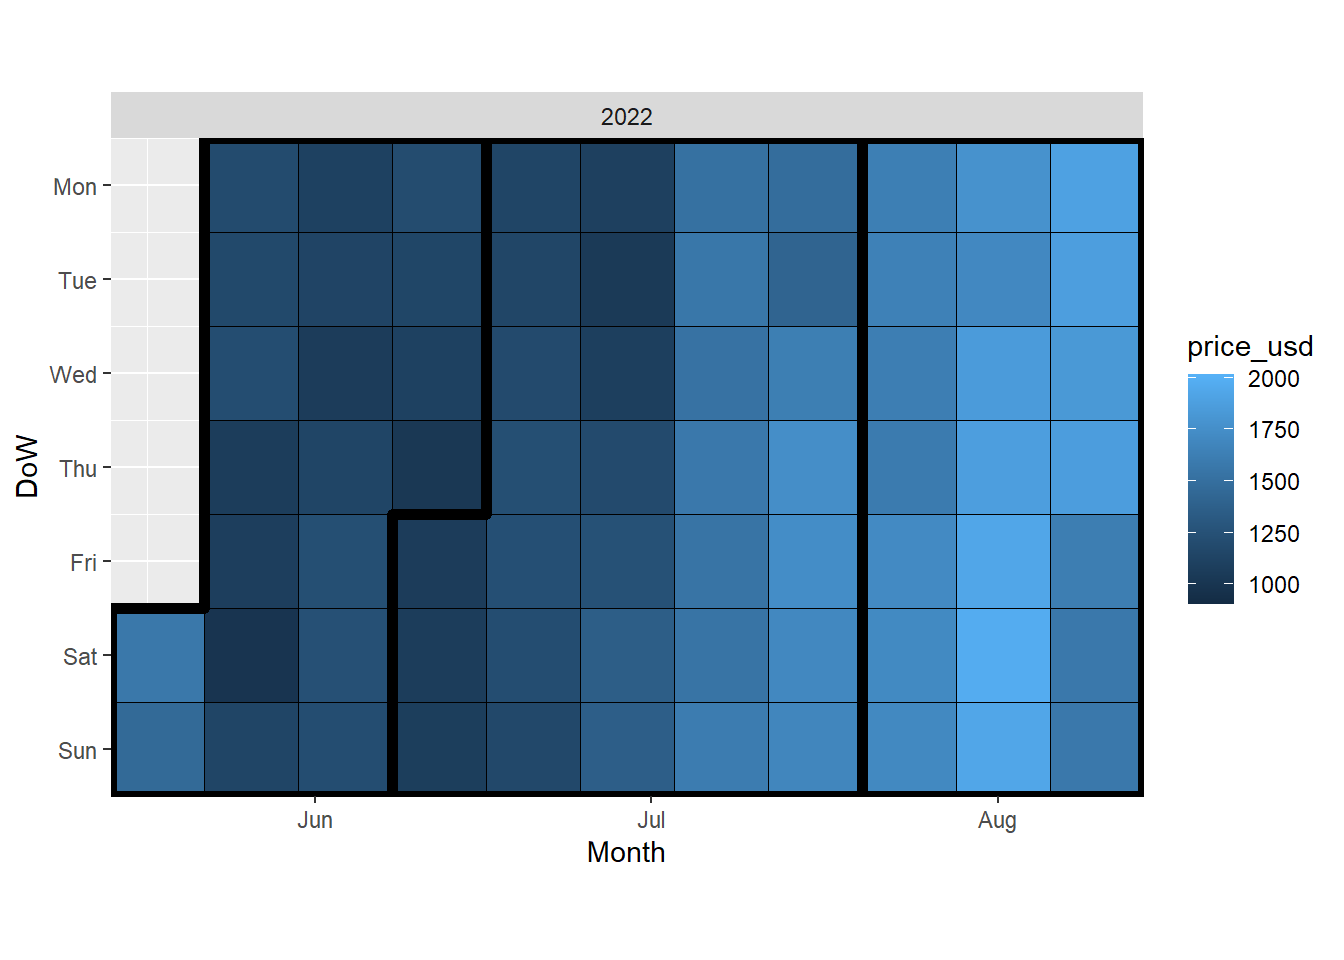 2022
Mon
Tue
Wed
Thu
Fri
Sat
Sun
DoW
Jun Jul Aug
Month
price_usd
2000
1750
1500
1250
1000